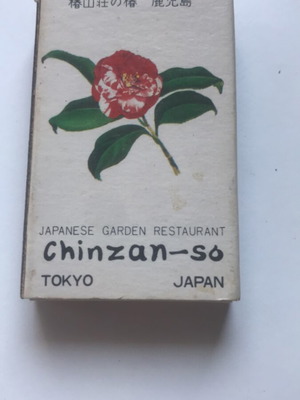 椿山荘の椿 鹿児島
JAPANESE GARDEN RESTAURANT
Chinzan-so
TOKYO JAPAN